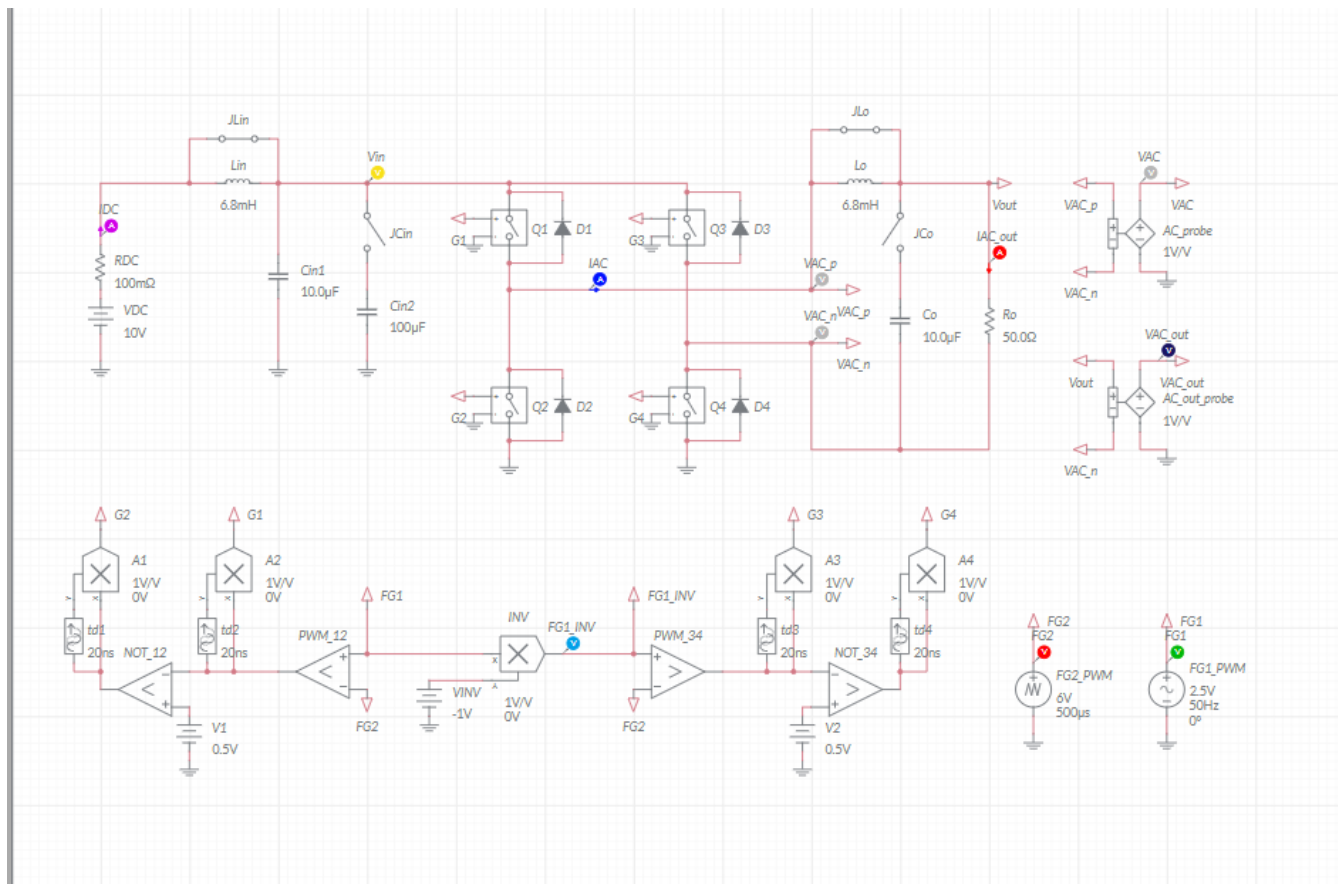 JLin
Lin
6.8mH
Vin
V
IDC
A
RDC
100mΩ
VDC
10V
Cin1
10.0µF
JCin
Cin2
100µF
G1
+
-
Q1
D1
G3
+
-
Q3
D3
IAC
A
G2
+
-
Q2
D2
G4
+
-
Q4
D4
JLo
Lo
6.8mH
Vout
JCo
IAC_out
A
VAC_p
V
VAC_p
VAC_n
V
VAC_n
Co
10.0µF
Ro
50.0Ω
VAC
V
VAC_p
VAC
AC_probe
1V/V
VAC_n
VAC_out
V
Vout
VAC_out
AC_out_probe
1V/V
VAC_n
G2
A1
1V/V
0V
Y
X
td1
20ns
NOT_12
V1
0.5V
G1
A2
1V/V
0V
Y
X
td2
20ns
PWM_12
FG1
FG2
INV
X
Y
1V/V
0V
VINV
-1V
FG1_INV
V
FG1_INV
PWM_34
FG2
G3
A3
1V/V
0V
Y
X
td3
20ns
NOT_34
V2
0.5V
G4
A4
1V/V
0V
Y
X
td4
20ns
FG2
FG2
V
FG2_PWM
6V
500µs
FG1
FG1
V
FG1_PWM
2.5V
50Hz
0°